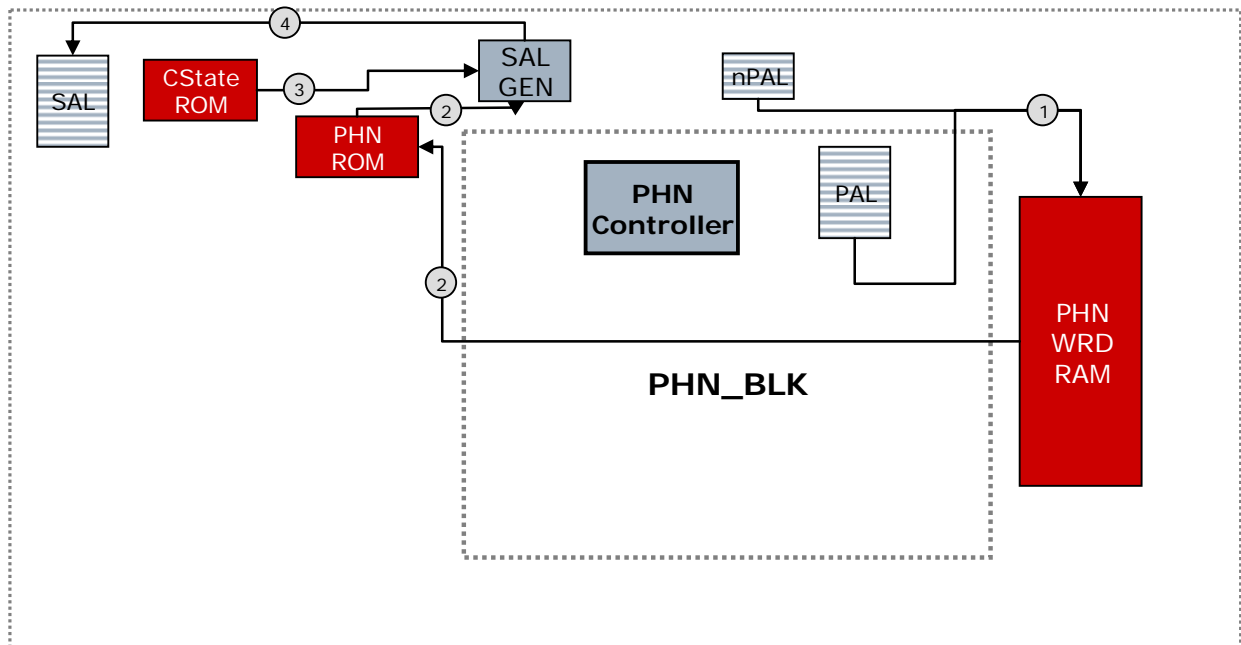 4
SAL
GEN
CState
ROM
3
SAL
nPAL
2
1
PHN
ROM
PHN
Controller
PAL
2
PHN
WRD
RAM
PHN_BLK